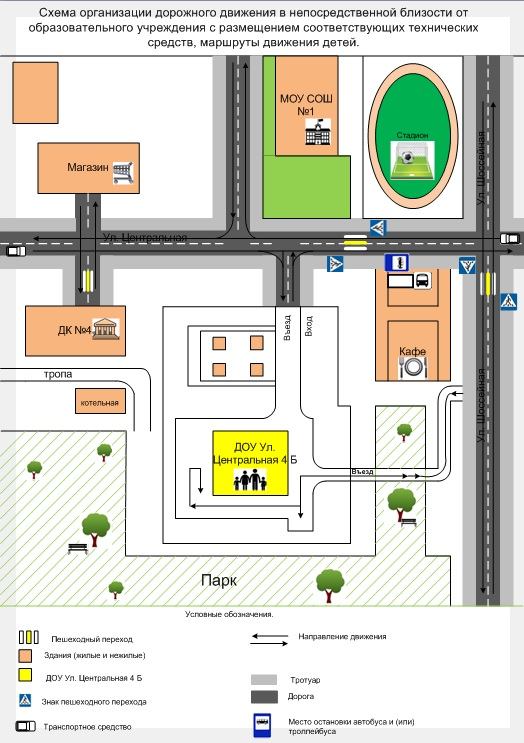 Схема организации дорожного движения в непосредственной близости от
образовательного учреждения с размещением соответствующих технических
средств, маршруты движения детей.
МОУ СОШ
№1
Стадион
Ул. Шоссейная
Магазин
Ул. Центральная
ДК №4
Въезд
Вход
Кафе
тропа
котельная
Ул. Шоссейная
ДОУ Ул.
Центральная 4 Б
Въезд
Парк
Условные обозначения.
Пешеходный переход
Направление движения
Здания (жилые и нежилые)
ДОУ Ул. Центральная 4 Б
Тротуар
Знак пешеходного перехода
Дорога
Транспортное средство
Место остановки автобуса и (или)
троллейбуса